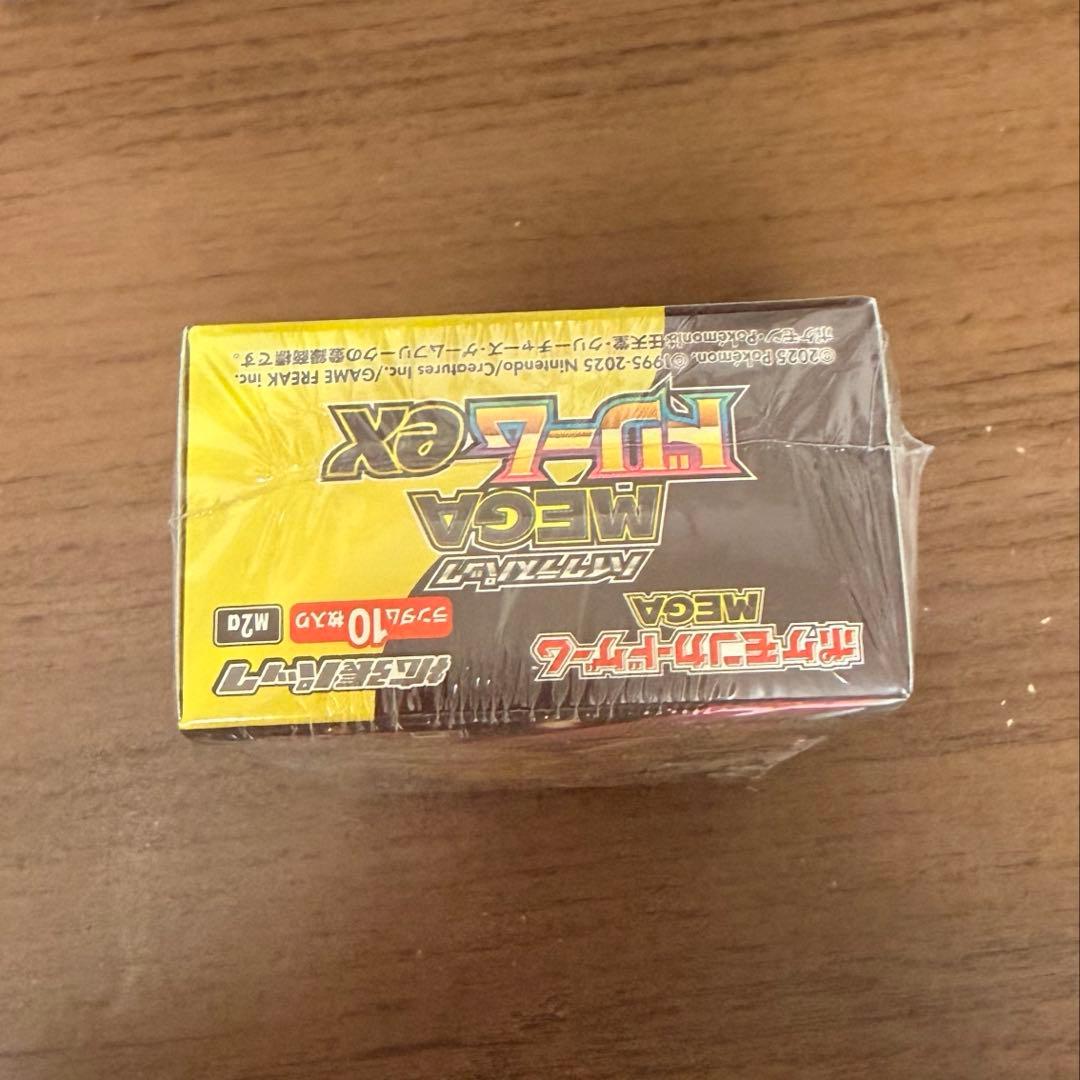 ポケモンカードゲーム
MEGA
拡張パック
ランダム10枚入り
M2a
ハイクラスパック
MEGA
ドリームex
©2025 Pokémon. ©1995-2025 Nintendo/Creatures Inc./GAME FREAK inc.
ポケモン・Pokémonは任天堂・クリーチャーズ・ゲームフリークの登録商標です。